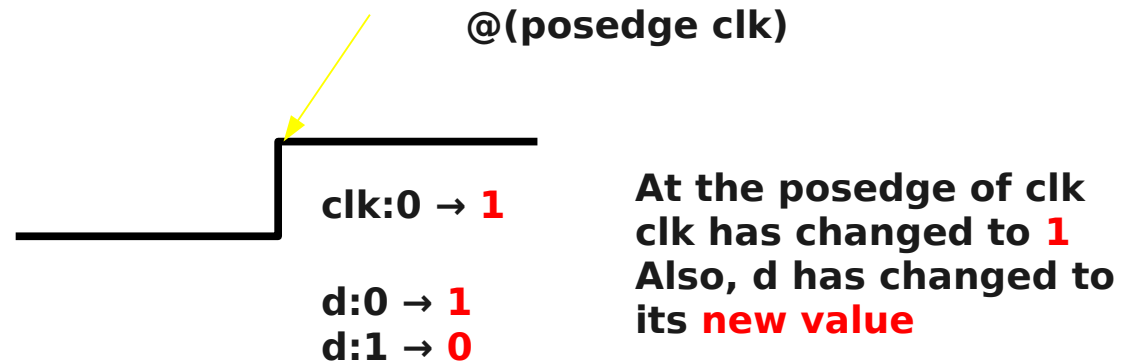 @(posedge clk)
clk:0 → 1
d:0 → 1
d:1 → 0
At the posedge of clk
clk has changed to 1
Also, d has changed to
its new value